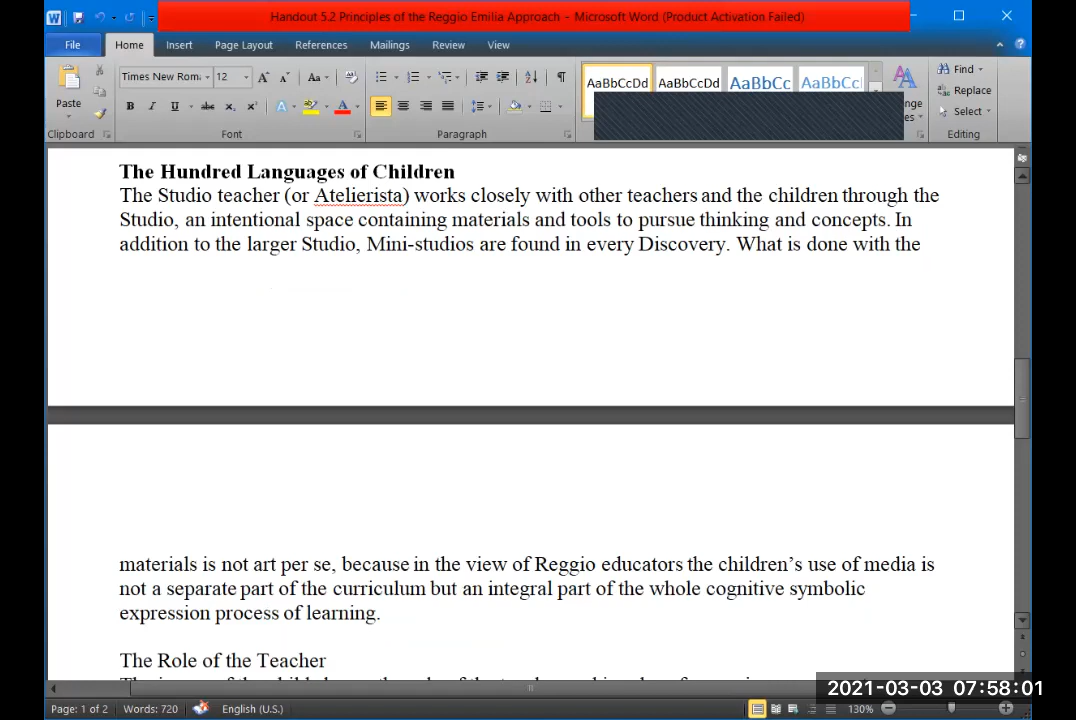 Handout 5.2 Principles of the Reggio Emilia Approach – Microsoft Word (Product Activation Failed)
File Home Insert Page Layout References Mailings Review View
Paste
Times New Rom 12
Aa
AaBbCcDd AaBbCcDd AaBbCc AaBbCc
Find
Replace
Select
Clipboard Font Paragraph Editing
The Hundred Languages of Children
The Studio teacher (or Atelierista) works closely with other teachers and the children through the
Studio, an intentional space containing materials and tools to pursue thinking and concepts. In
addition to the larger Studio, Mini-studios are found in every Discovery. What is done with the
materials is not art per se, because in the view of Reggio educators the children's use of media is
not a separate part of the curriculum but an integral part of the whole cognitive symbolic
expression process of learning.
The Role of the Teacher
2021-03-03 07:58:01
Page: 1 of 2 Words: 720 English (U.S.) 130%